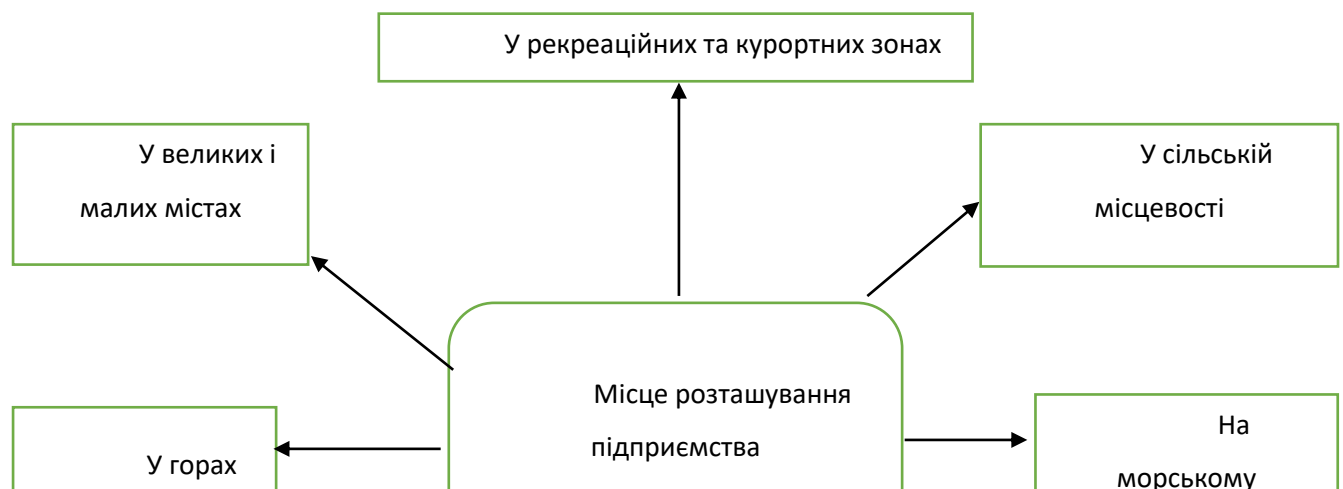 У рекреаційних та курортних зонах
У великих і
малих містах
У сільській
місцевості
Місце розташування
підприємства
У горах
На
морському